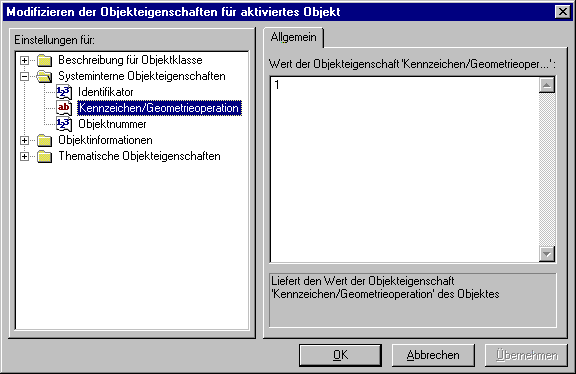 Modifizieren der Objekteigenschaften für aktiviertes Objekt
Einstellungen für:
Beschreibung für Objektklasse
Systeminterne Objekteigenschaften
Identifikator
Kennzeichen/Geometrieoperation
Objektnummer
Objektinformationen
Thematische Objekteigenschaften
Allgemein
Wert der Objekteigenschaft 'Kennzeichen/Geometrieoper...':
1
Liefert den Wert der Objekteigenschaft
'Kennzeichen/Geometrieoperation' des Objektes
OK
Abbrechen
Übernehmen